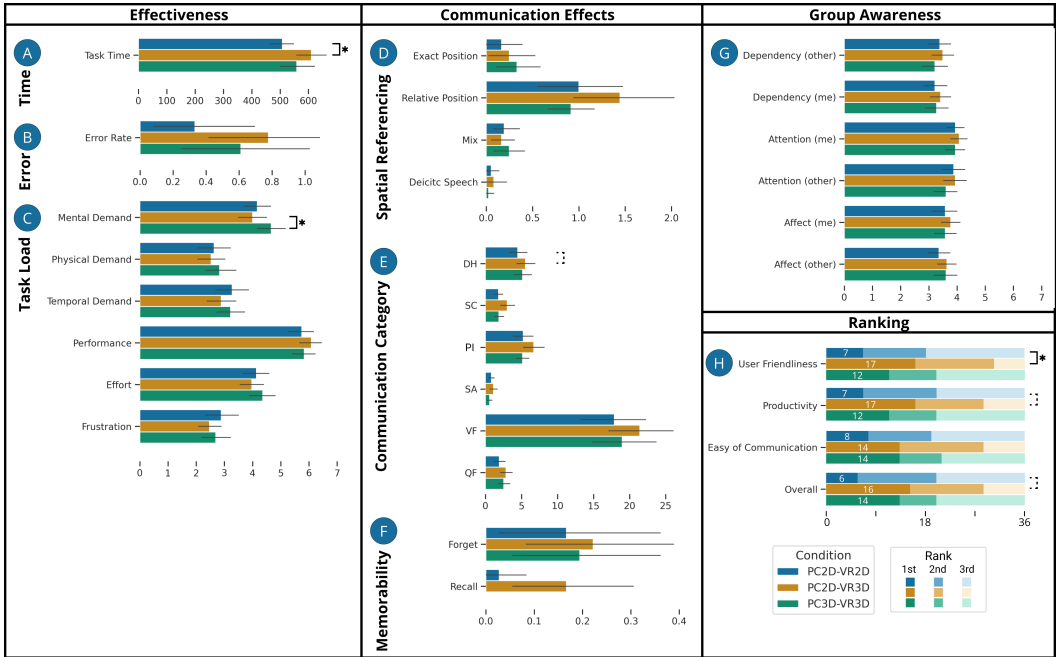 Effectiveness
A
Time
Task Time
*
0 100 200 300 400 500 600
B
Error
Error Rate
0.0 0.2 0.4 0.6 0.8 1.0
C
Task Load
Mental Demand
*
Physical Demand
Temporal Demand
Performance
Effort
Frustration
0 1 2 3 4 5 6 7
Communication Effects
D
Spatial Referencing
Exact Position
Relative Position
Mix
Deicitc Speech
0.0 0.5 1.0 1.5 2.0
E
Communication Category
DH
SC
PI
SA
VF
QF
0 5 10 15 20 25
F
Memorability
Forget
Recall
0.0 0.1 0.2 0.3 0.4
Group Awareness
G
Dependency (other)
Dependency (me)
Attention (me)
Attention (other)
Affect (me)
Affect (other)
0 1 2 3 4 5 6 7
Ranking
H
User Friendliness
7
17
12
*
Productivity
7
17
12
Easy of Communication
8
14
14
Overall
6
16
14
0 18 36
Condition
PC2D-VR2D
PC2D-VR3D
PC3D-VR3D
Rank
1st 2nd 3rd